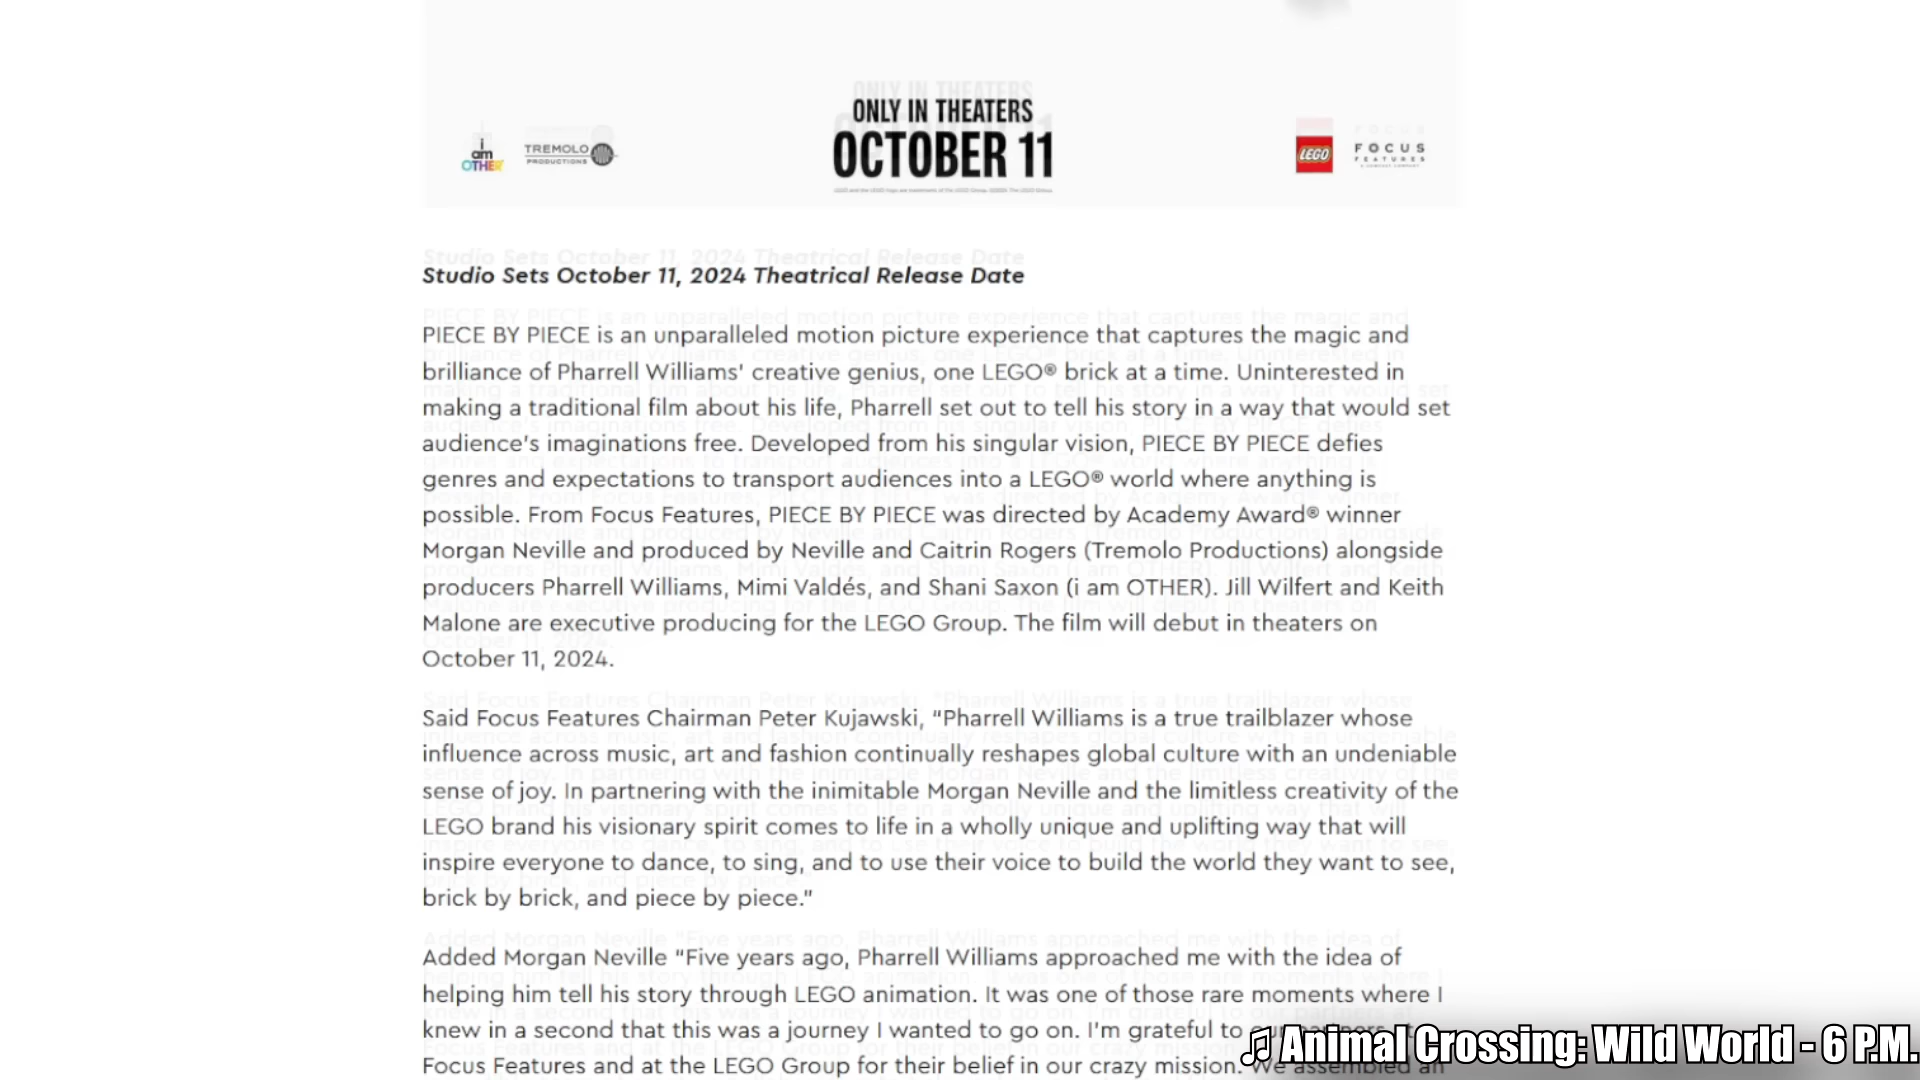 ONLY IN THEATERS
OCTOBER 11
i
am
OTHER
TREMOLO
PRODUCTIONS
LEGO
FOCUS
FEATURES
Studio Sets October 11, 2024 Theatrical Release Date
PIECE BY PIECE is an unparalleled motion picture experience that captures the magic and
brilliance of Pharrell Williams’ creative genius, one LEGO® brick at a time. Uninterested in
making a traditional film about his life, Pharrell set out to tell his story in a way that would set
audience’s imaginations free. Developed from his singular vision, PIECE BY PIECE defies
genres and expectations to transport audiences into a LEGO® world where anything is
possible. From Focus Features, PIECE BY PIECE was directed by Academy Award® winner
Morgan Neville and produced by Neville and Caitrin Rogers (Tremolo Productions) alongside
producers Pharrell Williams, Mimi Valdés, and Shani Saxon (i am OTHER). Jill Wilfert and Keith
Malone are executive producing for the LEGO Group. The film will debut in theaters on
October 11, 2024.
Said Focus Features Chairman Peter Kujawski, “Pharrell Williams is a true trailblazer whose
influence across music, art and fashion continually reshapes global culture with an undeniable
sense of joy. In partnering with the inimitable Morgan Neville and the limitless creativity of the
LEGO brand his visionary spirit comes to life in a wholly unique and uplifting way that will
inspire everyone to dance, to sing, and to use their voice to build the world they want to see,
brick by brick, and piece by piece.”
Added Morgan Neville “Five years ago, Pharrell Williams approached me with the idea of
helping him tell his story through LEGO animation. It was one of those rare moments where I
knew in a second that this was a journey I wanted to go on. I’m grateful to our partners at
Focus Features and at the LEGO Group for their belief in our crazy mission. We assembled an
♫ Animal Crossing: Wild World - 6 P.M.